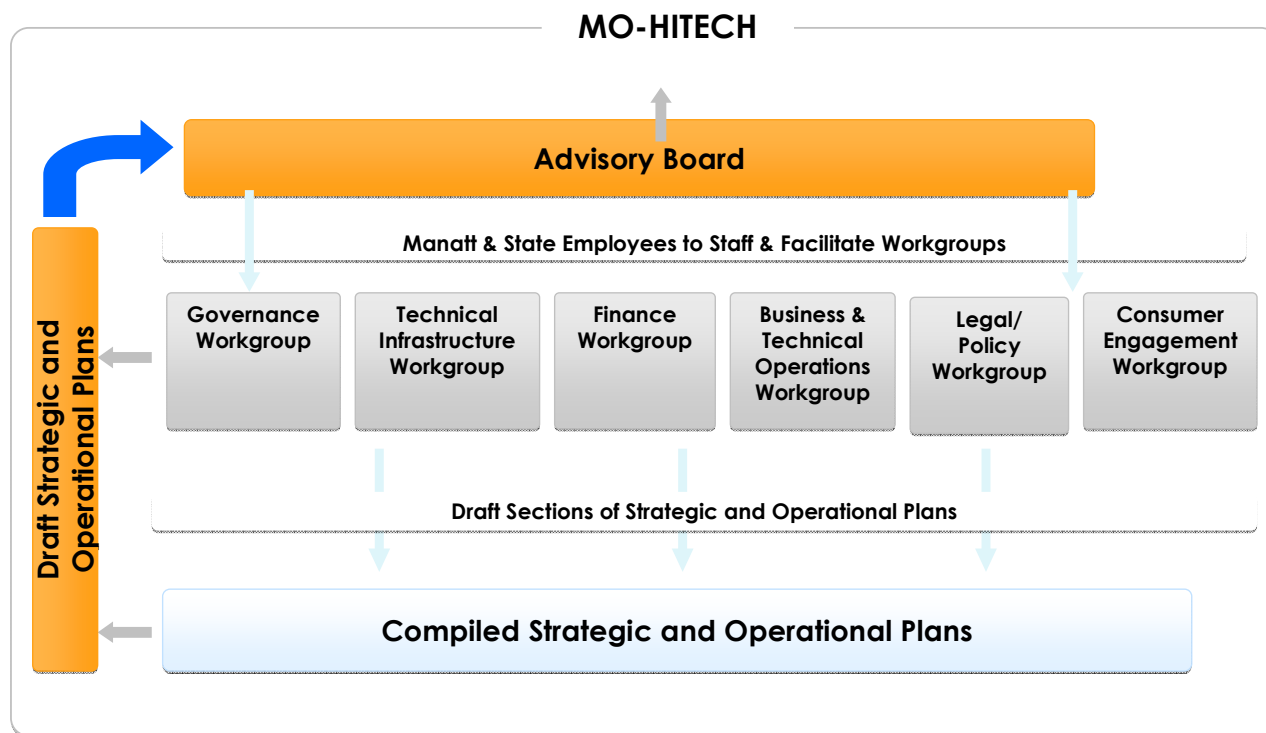 MO-HITECH
Advisory Board
Manatt & State Employees to Staff & Facilitate Workgroups
Governance
Workgroup
Technical
Infrastructure
Workgroup
Finance
Workgroup
Business &
Technical
Operations
Workgroup
Legal/
Policy
Workgroup
Consumer
Engagement
Workgroup
Draft Strategic and
Operational Plans
Draft Sections of Strategic and Operational Plans
Compiled Strategic and Operational Plans